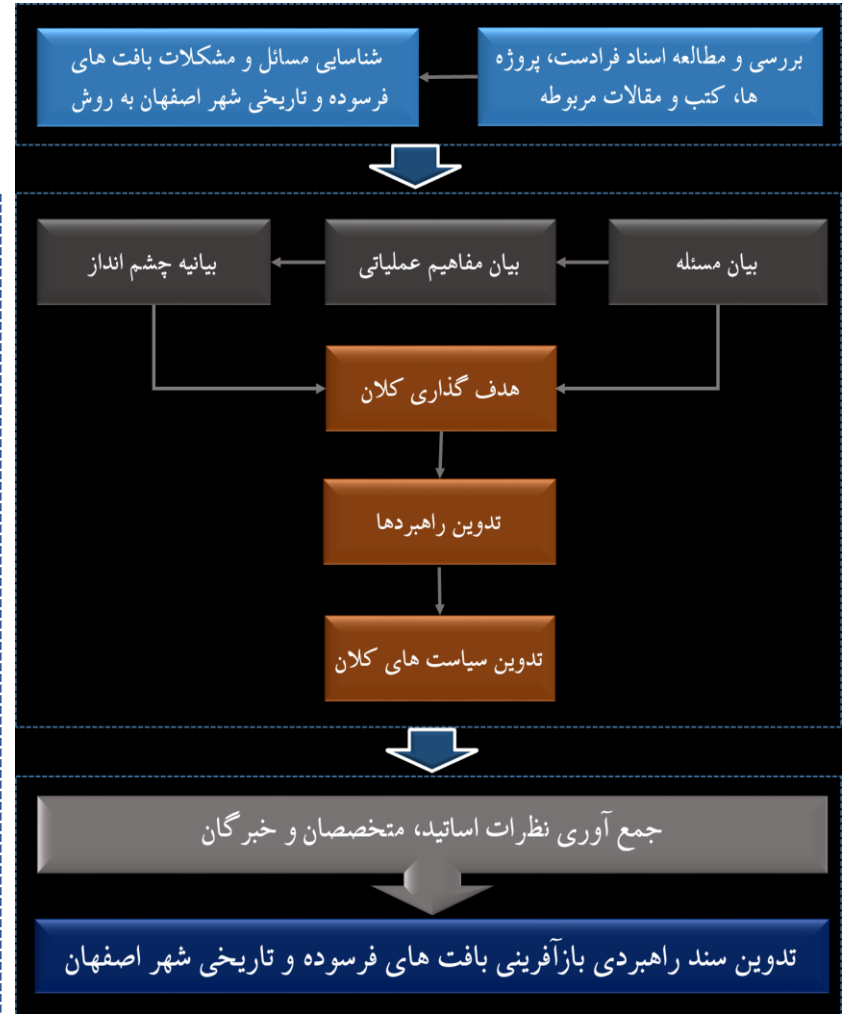 بررسی و مطالعه اسناد فرادست، پروژه
ها، کتب و مقالات مربوطه
شناسایی مسائل و مشکلات بافت های
فرسوده و تاریخی شهر اصفهان به روش
بیان مسئله
بیان مفاهیم عملیاتی
بیانیه چشم انداز
هدف گذاری کلان
تدوین راهبردها
تدوین سیاست های کلان
جمع آوری نظرات اساتید، متخصصان و خبرگان
تدوین سند راهبردی بازآفرینی بافت های فرسوده و تاریخی شهر اصفهان